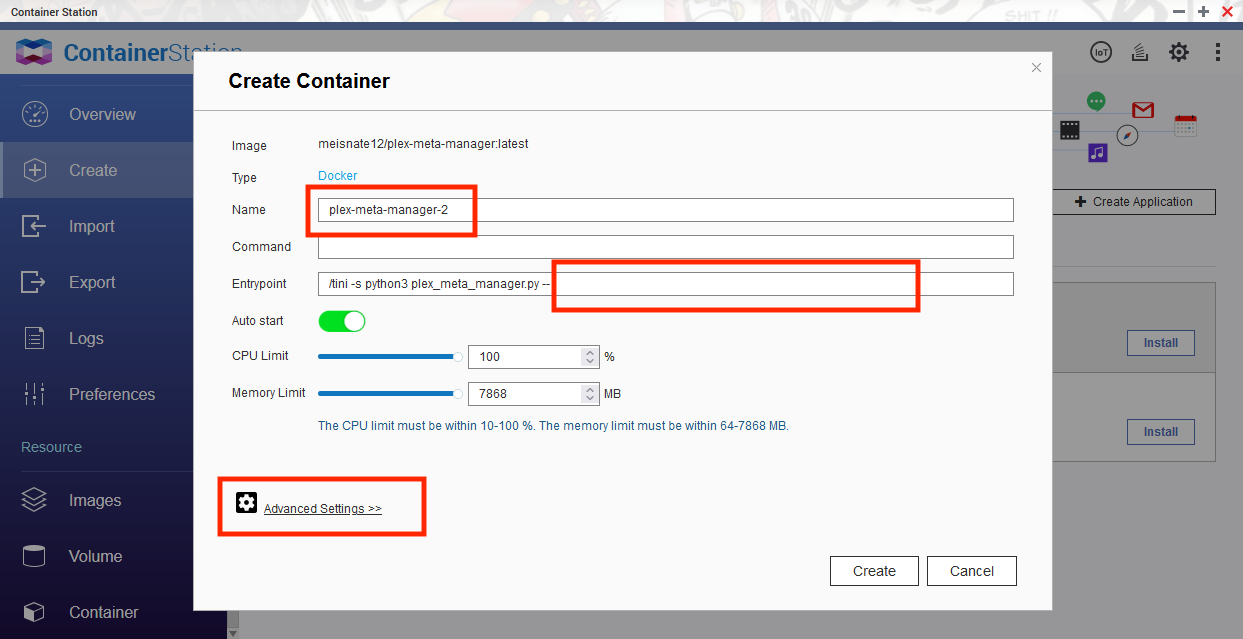 Container Station
SHIT !!
ContainerStation
IoT
Overview
Create
Import
Export
Logs
Preferences
Resource
Images
Volume
Container
Create Container
Image meisnate12/plex-meta-manager:latest
Type Docker
Name plex-meta-manager-2
Command
Entrypoint /tini -s python3 plex_meta_manager.py --
Auto start
CPU Limit 100 %
Memory Limit 7868 MB
The CPU limit must be within 10-100 %. The memory limit must be within 64-7868 MB.
Advanced Settings >>
Create Cancel
Create Application
Install
Install